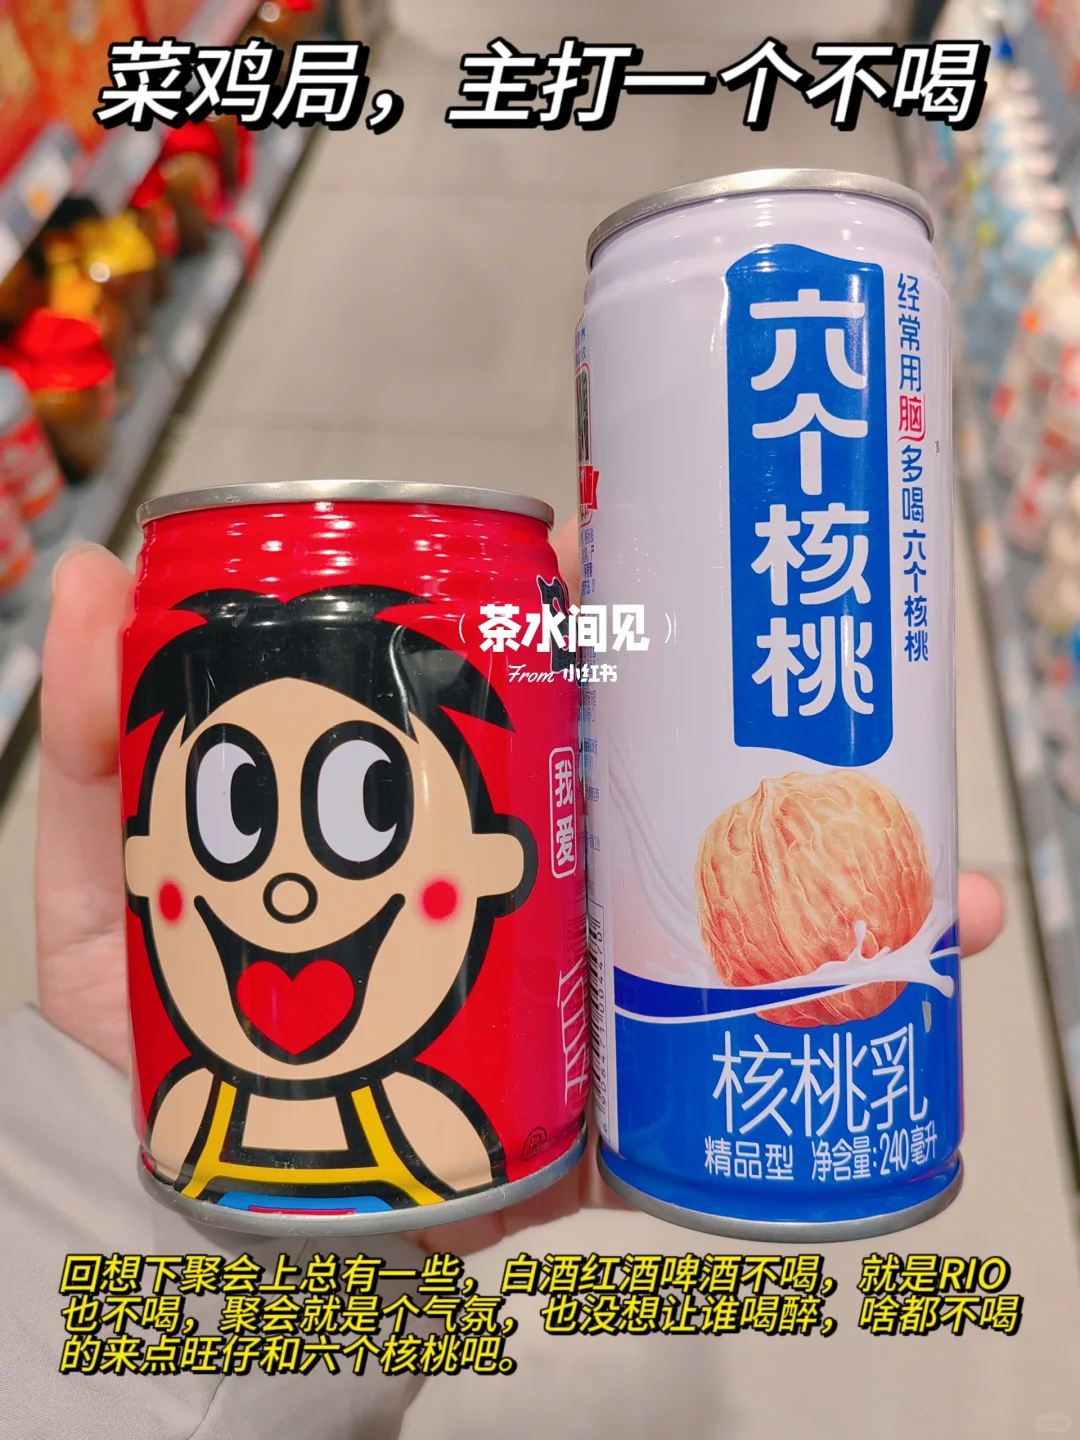 菜鸡局，主打一个不喝
六个核桃
经常用脑多喝六个核桃
（茶水间见）
From 小红书
我爱
核桃乳
精品型 净含量:240毫升
回想下聚会上总有一些，白酒红酒啤酒不喝，就是RIO
也不喝，聚会就是个气氛，也没想让谁喝醉，啥都不喝
的来点旺仔和六个核桃吧。